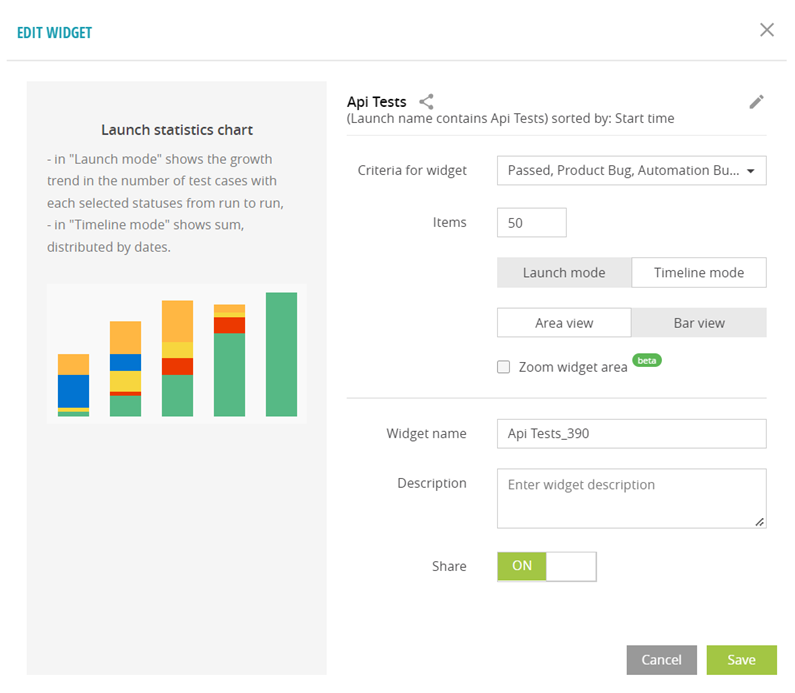 EDIT WIDGET
Launch statistics chart
- in "Launch mode" shows the growth
trend in the number of test cases with
each selected statuses from run to run,
- in "Timeline mode" shows sum,
distributed by dates.
Api Tests
(Launch name contains Api Tests) sorted by: Start time
Criteria for widget Passed, Product Bug, Automation Bu...
Items 50
Launch mode Timeline mode
Area view Bar view
Zoom widget area beta
Widget name Api Tests_390
Description Enter widget description
Share ON
Cancel Save